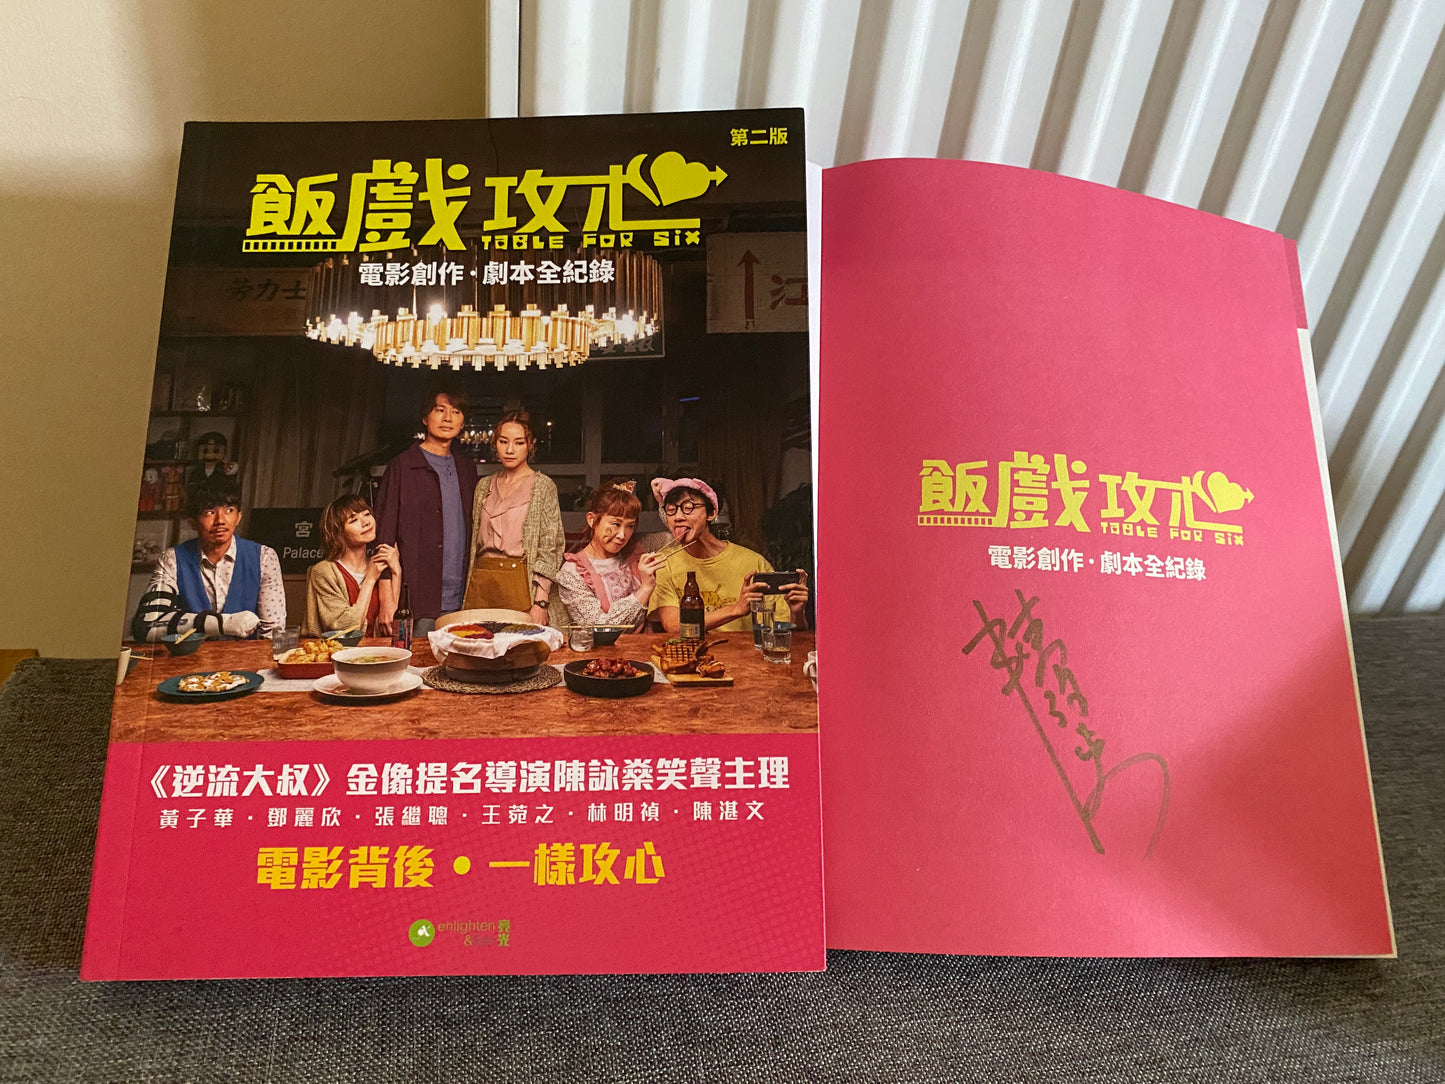 第二版
飯戲攻心
TABLE FOR SIX
電影創作·劇本全紀錄
劳力士
江
宮
Palace
《逆流大叔》金像提名導演陳詠燊笑聲主理
黃子華·鄧麗欣·張繼聰·王菀之·林明禎·陳湛文
電影背後·一樣攻心
enlighten 亮
& 光
飯戲攻心
TABLE FOR SIX
電影創作·劇本全紀錄